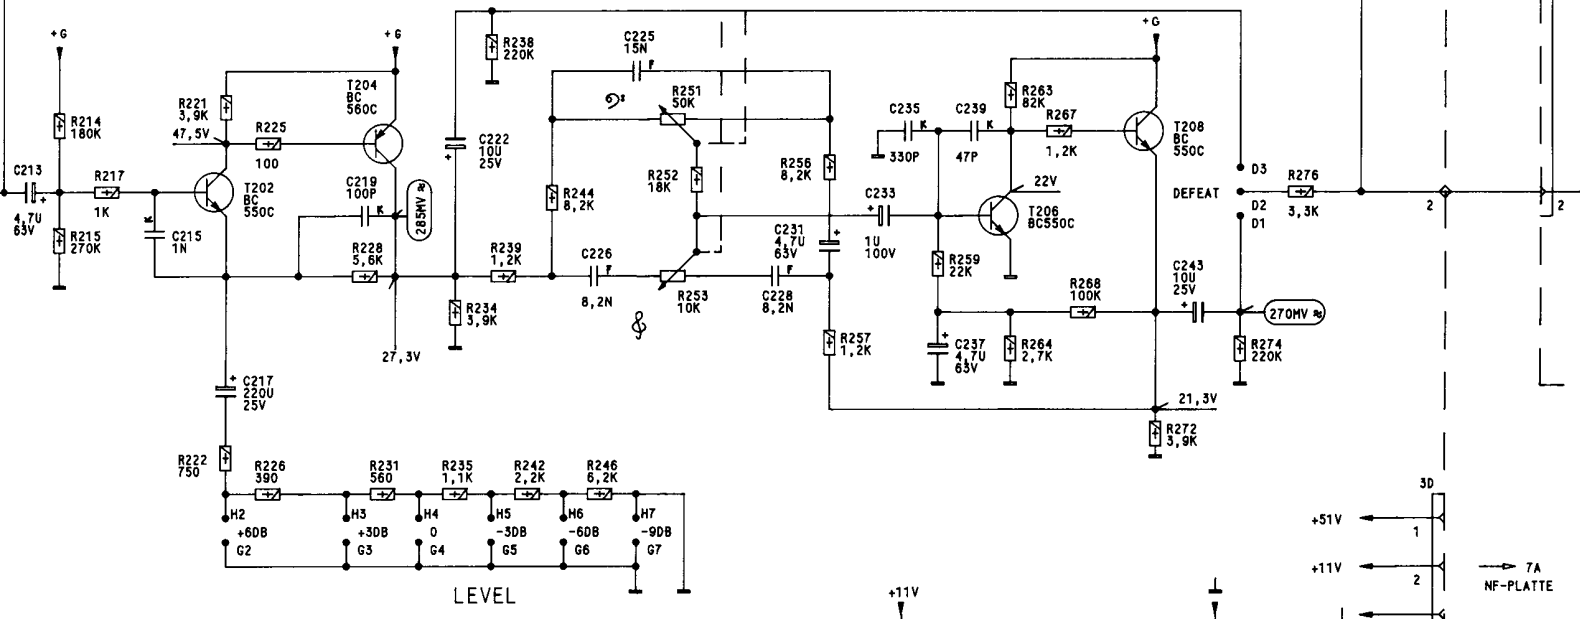 +G
+G
+G
R214
180K
C213
4,7U
63V
R215
270K
R217
1K
C215
1N
R221
3,9K
47,5V
R225
100
T202
BC
550C
T204
BC
560C
C219
100P
K
K
285MV ≈
R228
5,6K
27,3V
C217
220U
25V
R222
750
R226
390
R231
560
R235
1,1K
R242
2,2K
R246
6,2K
H2
+6DB
G2
H3
+3DB
G3
H4
0
G4
H5
-3DB
G5
H6
-6DB
G6
H7
-9DB
G7
LEVEL
R238
220K
C222
10U
25V
R234
3,9K
R239
1,2K
R244
8,2K
C225
15N
F
R251
50K
R252
18K
C226
F
8,2N
R253
10K
C228
F
8,2N
R256
8,2K
C231
4,7U
63V
R257
1,2K
C233
1U
100V
C235
K
330P
C239
K
47P
R263
82K
R267
1,2K
T208
BC
550C
22V
T206
BC550C
R259
22K
R268
100K
C237
4,7U
63V
R264
2,7K
C243
10U
25V
21,3V
R272
3,9K
270MV ≈
R274
220K
D3
DEFEAT
D2
D1
R276
3,3K
2
2
3D
+51V
1
+11V
2
7A
NF-PLATTE
+11V